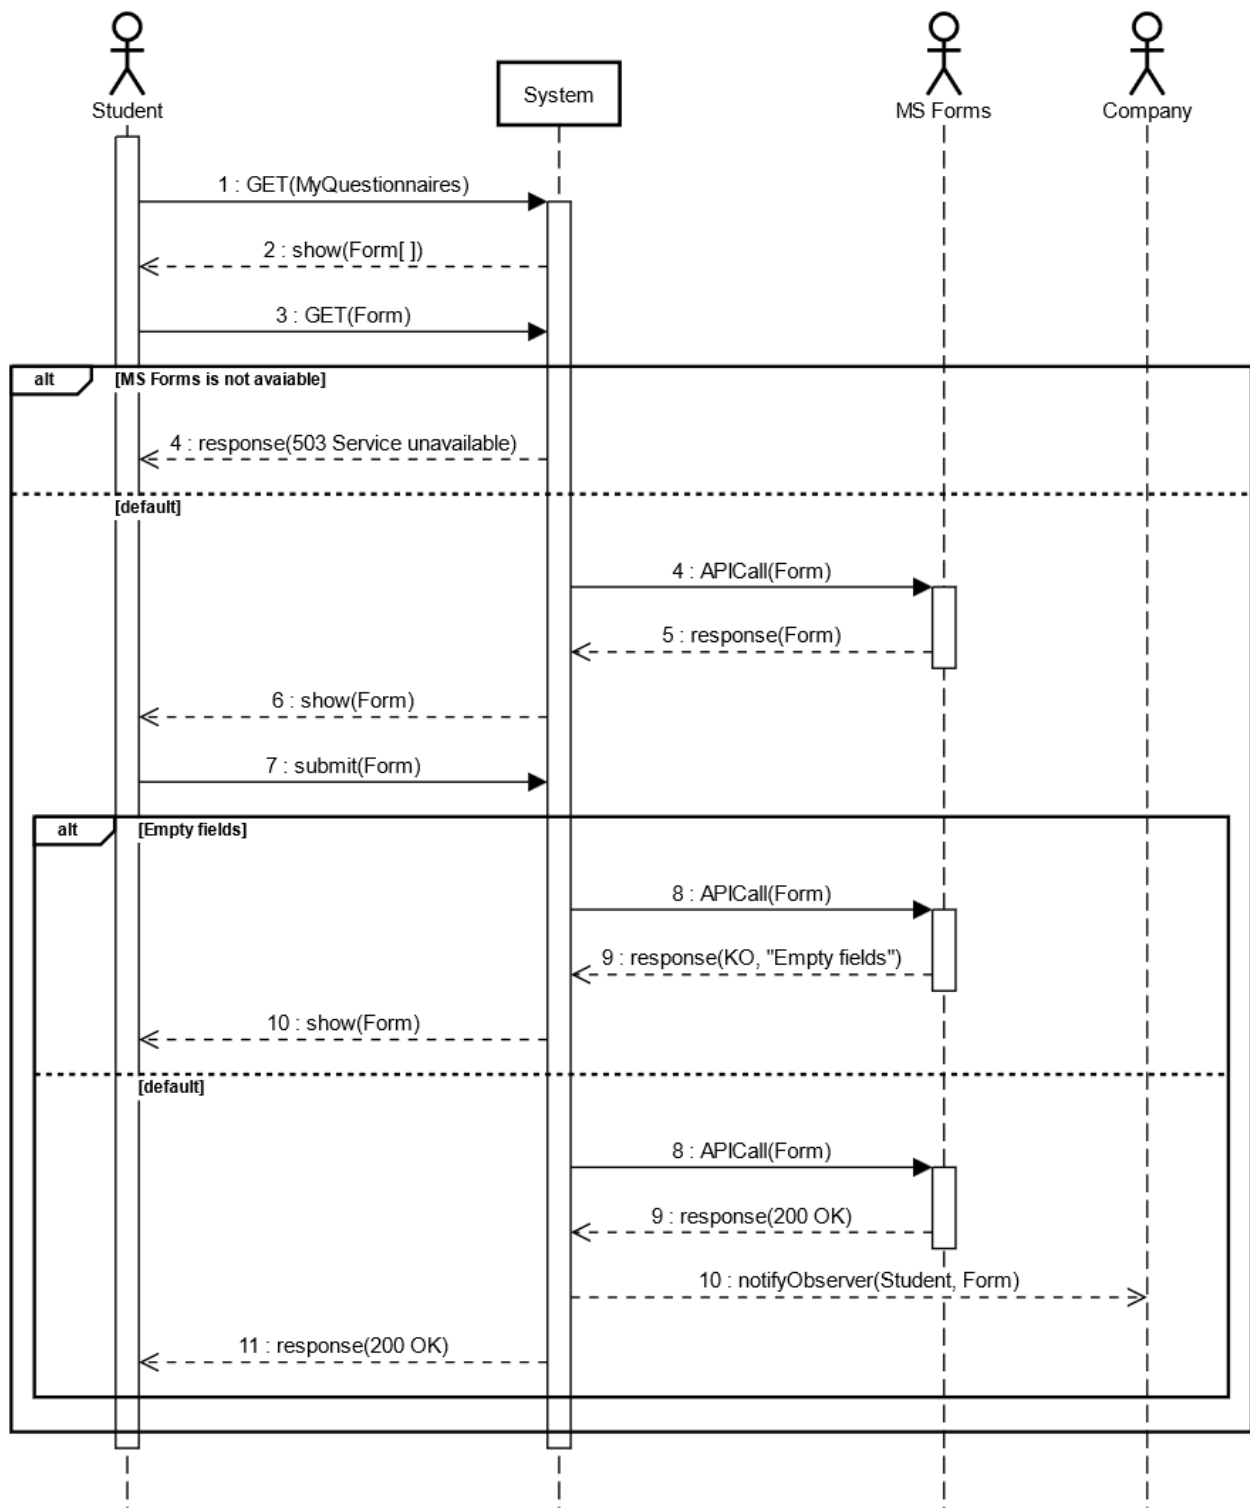 Student
System
MS Forms
Company
1 : GET(MyQuestionnaires)
2 : show(Form[ ])
3 : GET(Form)
alt
[MS Forms is not avaiable]
4 : response(503 Service unavailable)
[default]
4 : APICall(Form)
5 : response(Form)
6 : show(Form)
7 : submit(Form)
alt
[Empty fields]
8 : APICall(Form)
9 : response(KO, "Empty fields")
10 : show(Form)
[default]
8 : APICall(Form)
9 : response(200 OK)
10 : notifyObserver(Student, Form)
11 : response(200 OK)